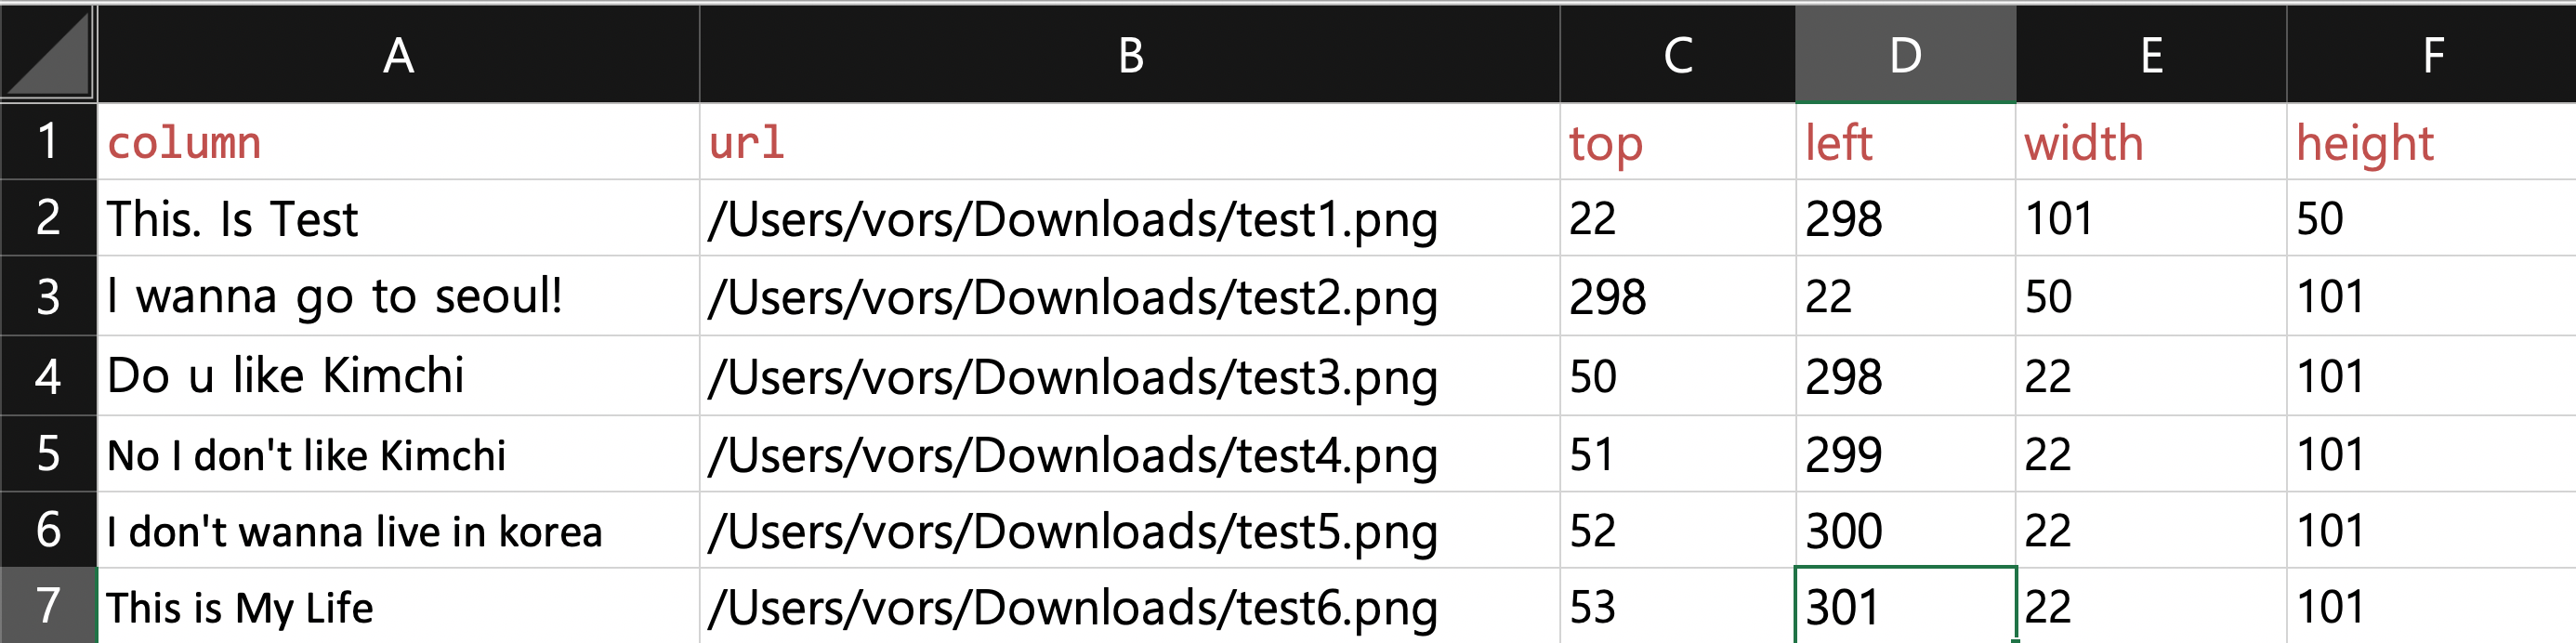 A B C D E F
1 column url top left width height
2 This. Is Test /Users/vors/Downloads/test1.png 22 298 101 50
3 I wanna go to seoul! /Users/vors/Downloads/test2.png 298 22 50 101
4 Do u like Kimchi /Users/vors/Downloads/test3.png 50 298 22 101
5 No I don't like Kimchi /Users/vors/Downloads/test4.png 51 299 22 101
6 I don't wanna live in korea /Users/vors/Downloads/test5.png 52 300 22 101
7 This is My Life /Users/vors/Downloads/test6.png 53 301 22 101